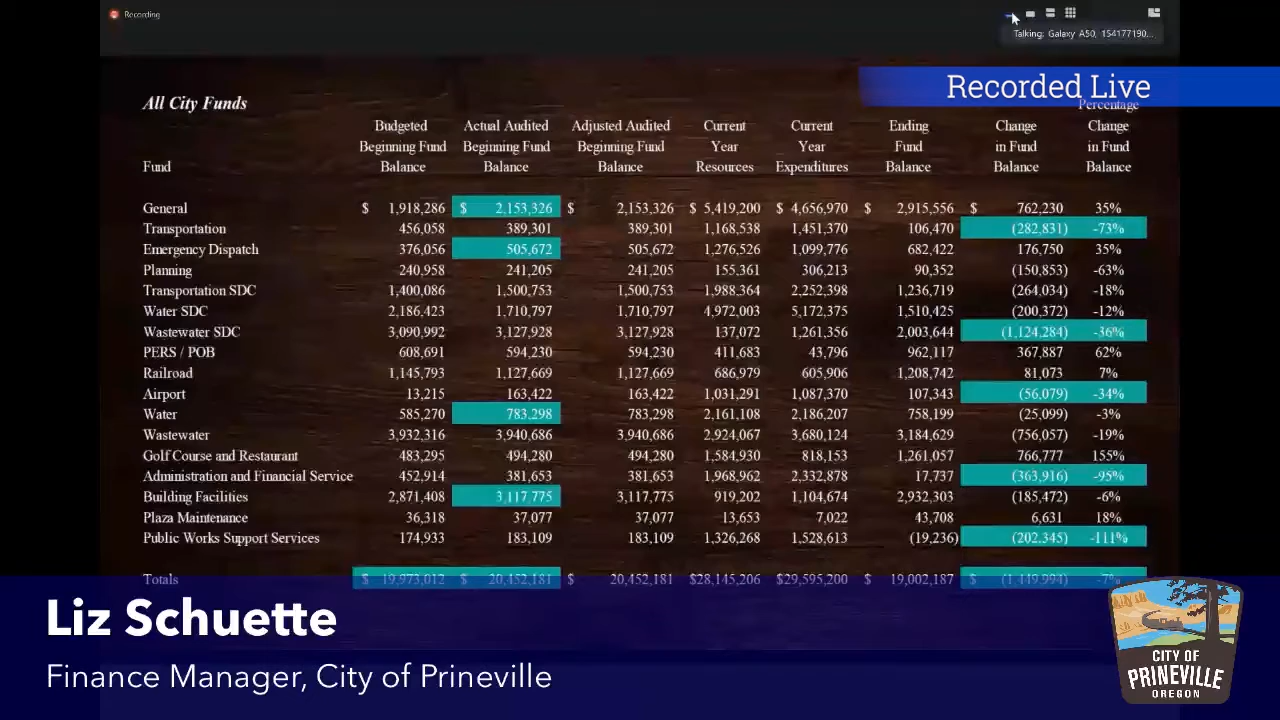 Recording
Talking: Galaxy A50, 154177190...
Recorded Live
All City Funds
Percentage
Budgeted Actual Audited Adjusted Audited Current Current Ending Change Change
Beginning Fund Beginning Fund Beginning Fund Year Year Fund in Fund in Fund
Fund Balance Balance Balance Resources Expenditures Balance Balance Balance
General $ 1,918,286 $ 2,153,326 $ 2,153,326 $ 5,419,200 $ 4,656,970 $ 2,915,556 $ 762,230 35%
Transportation 456,058 389,301 389,301 1,168,538 1,451,370 106,470 (282,831) -73%
Emergency Dispatch 376,056 505,672 505,672 1,276,526 1,099,776 682,422 176,750 35%
Planning 240,958 241,205 241,205 155,361 306,213 90,352 (150,853) -63%
Transportation SDC 1,400,086 1,500,753 1,500,753 1,988,364 2,252,398 1,236,719 (264,034) -18%
Water SDC 2,186,423 1,710,797 1,710,797 4,972,003 5,172,375 1,510,425 (200,372) -12%
Wastewater SDC 3,090,992 3,127,928 3,127,928 137,072 1,261,356 2,003,644 (1,124,284) -36%
PERS / POB 608,691 594,230 594,230 411,683 43,796 962,117 367,887 62%
Railroad 1,145,793 1,127,669 1,127,669 686,979 605,906 1,208,742 81,073 7%
Airport 13,215 163,422 163,422 1,031,291 1,087,370 107,343 (56,079) -34%
Water 585,270 783,298 783,298 2,161,108 2,186,207 758,199 (25,099) -3%
Wastewater 3,932,316 3,940,686 3,940,686 2,924,067 3,680,124 3,184,629 (756,057) -19%
Golf Course and Restaurant 483,295 494,280 494,280 1,584,930 818,153 1,261,057 766,777 155%
Administration and Financial Service 452,914 381,653 381,653 1,968,962 2,332,878 17,737 (363,916) -95%
Building Facilities 2,871,408 3,117,775 3,117,775 919,202 1,104,674 2,932,303 (185,472) -6%
Plaza Maintenance 36,318 37,077 37,077 13,653 7,022 43,708 6,631 18%
Public Works Support Services 174,933 183,109 183,109 1,326,268 1,528,613 (19,236) (202,345) -111%
Totals $ 19,973,012 $ 20,452,181 $ 20,452,181 $28,145,206 $29,595,200 $ 19,002,187 $ (1,449,994) -7%
Liz Schuette
Finance Manager, City of Prineville
CITY OF
PRINEVILLE
OREGON